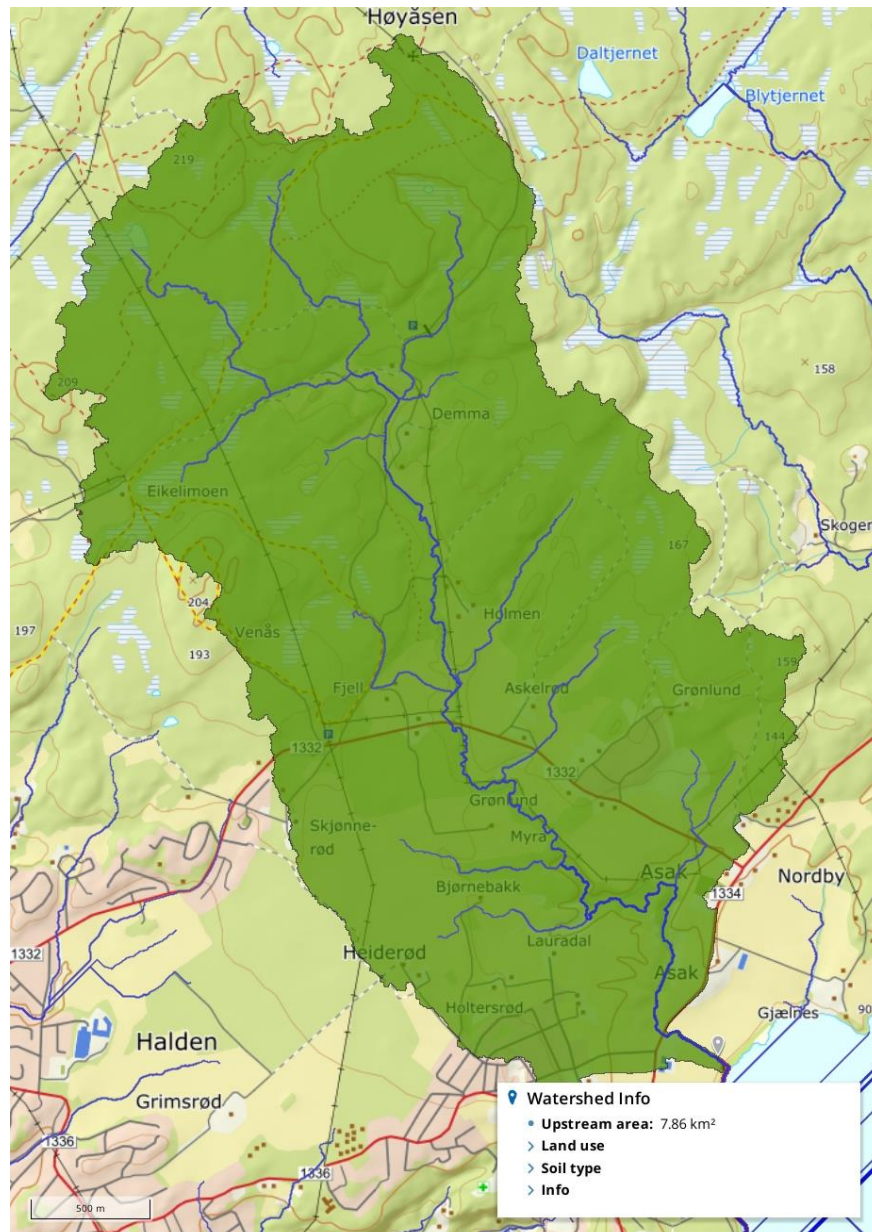 Høyåsen
Daltjernet
Blytjernet
219
P
158
209
Demma
Eikelimoen
Skoger
167
204
Holmen
197
Venås
193
159
Fjell
Askelrød
Grønlund
144
P
1332
1332
Grønlund
Skjønne-
rød
Myra
Asak
Nordby
Bjørnebakk
1334
1332
Lauradal
Heiderød
Asak
Holtersrød
Gjælnes
90
Halden
Grimsrød
1336
1336
500 m
Watershed Info
Upstream area: 7.86 km²
Land use
Soil type
Info